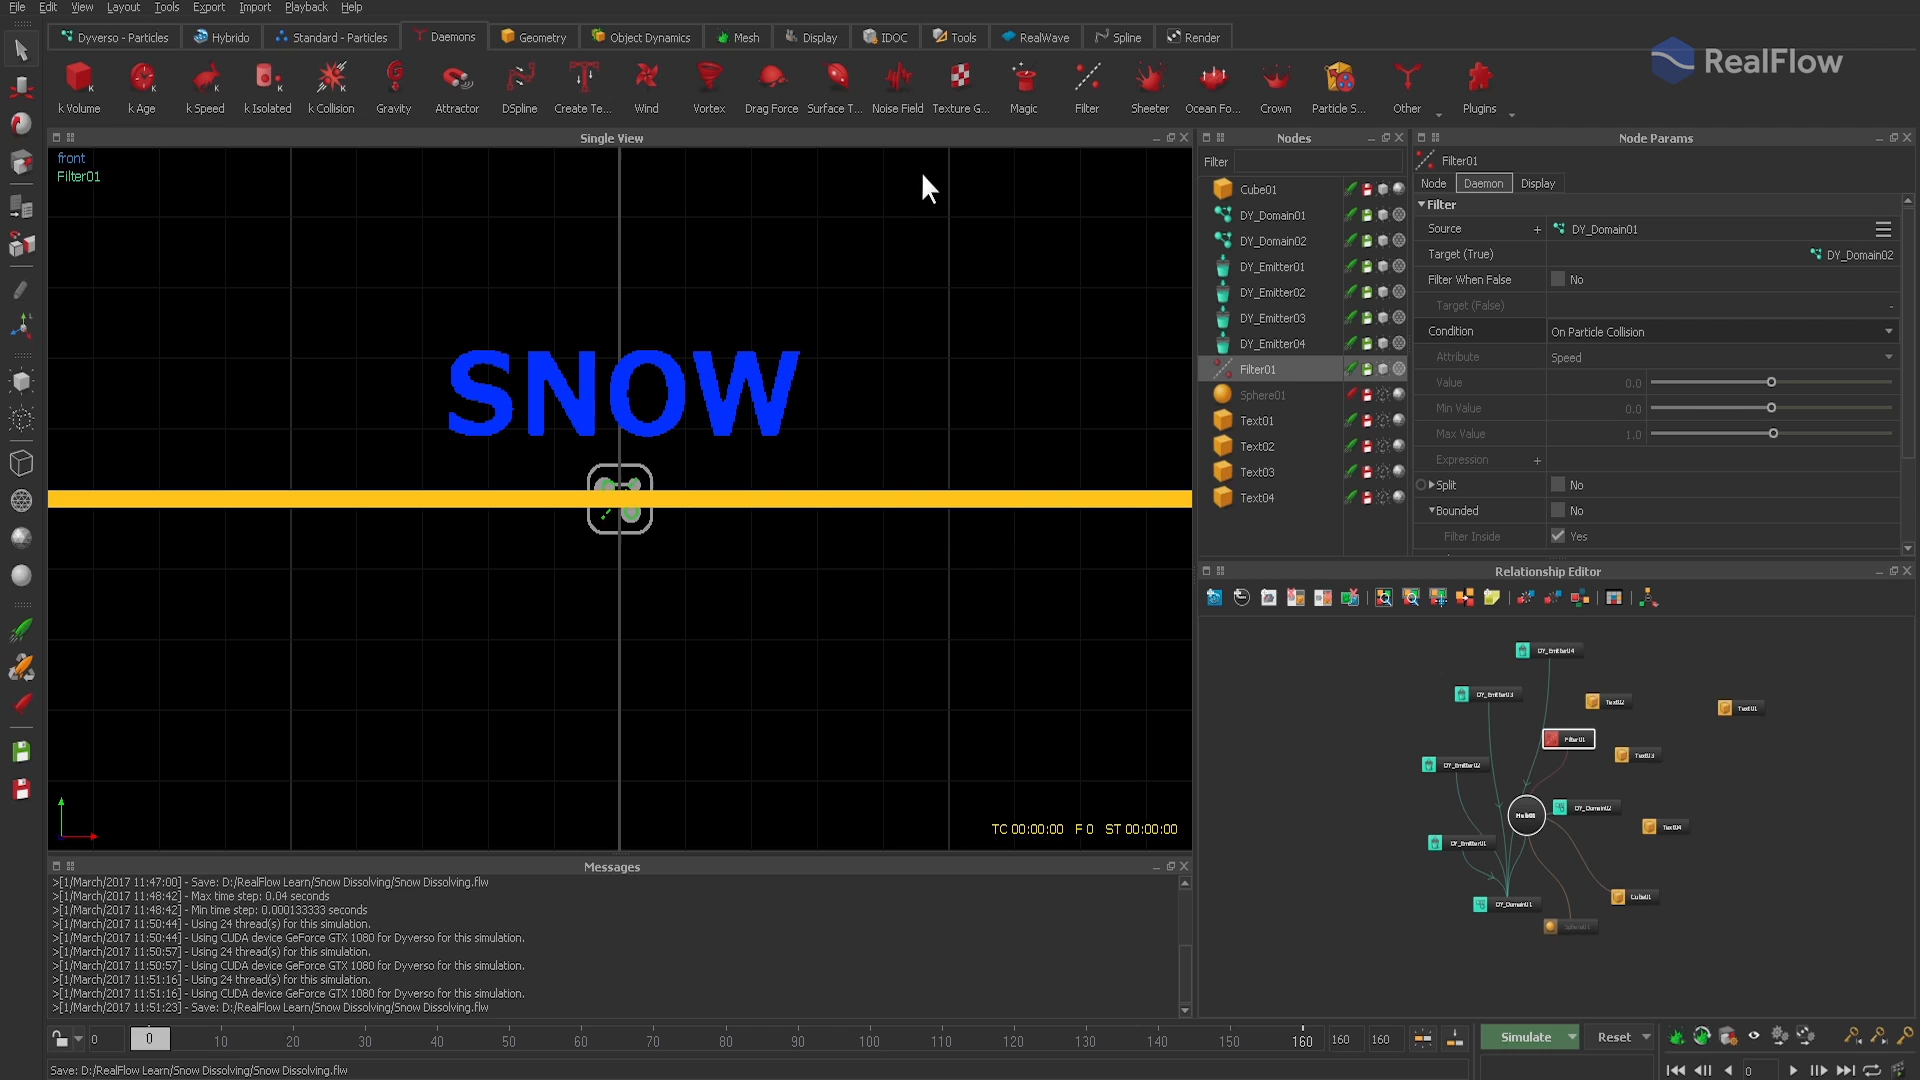 File Edit View Layout Tools Export Import Playback Help
Dyverso - Particles Hybrido Standard - Particles Daemons Geometry Object Dynamics Mesh Display IDOC Tools RealWave Spline Render
RealFlow
k Volume k Age k Speed k Isolated k Collision Gravity Attractor DSpline Create Te... Wind Vortex Drag Force Surface T... Noise Field Texture G... Magic Filter Sheeter Ocean Fo... Crown Particle S... Other Plugins
Single View
front
Filter01
SNOW
TC 00:00:00 F 0 ST 00:00:00
Nodes
Filter
Cube01
DY_Domain01
DY_Domain02
DY_Emitter01
DY_Emitter02
DY_Emitter03
DY_Emitter04
Filter01
Sphere01
Text01
Text02
Text03
Text04
Node Params
Filter01
Node Daemon Display
Filter
Source + DY_Domain01
Target (True) DY_Domain02
Filter When False No
Target (False) -
Condition On Particle Collision
Attribute Speed
Value 0.0
Min Value 0.0
Max Value 1.0
Expression +
Split No
Bounded No
Filter Inside Yes
Relationship Editor
DY_Emitter04
DY_Emitter03
Text02
Text01
Filter01
Text03
DY_Emitter02
DY_Domain02
Hub01
Text04
DY_Emitter01
Cube01
DY_Domain01
Sphere01
Messages
>[1/March/2017 11:47:00] - Save: D:/RealFlow Learn/Snow Dissolving/Snow Dissolving.flw
>[1/March/2017 11:48:42] - Max time step: 0.04 seconds
>[1/March/2017 11:48:42] - Min time step: 0.000133333 seconds
>[1/March/2017 11:50:44] - Using 24 thread(s) for this simulation.
>[1/March/2017 11:50:44] - Using CUDA device GeForce GTX 1080 for Dyverso for this simulation.
>[1/March/2017 11:50:57] - Using 24 thread(s) for this simulation.
>[1/March/2017 11:50:57] - Using CUDA device GeForce GTX 1080 for Dyverso for this simulation.
>[1/March/2017 11:51:16] - Using 24 thread(s) for this simulation.
>[1/March/2017 11:51:16] - Using CUDA device GeForce GTX 1080 for Dyverso for this simulation.
>[1/March/2017 11:51:23] - Save: D:/RealFlow Learn/Snow Dissolving/Snow Dissolving.flw
0 0 10 20 30 40 50 60 70 80 90 100 110 120 130 140 150 160 160 160
Simulate Reset
Save: D:/RealFlow Learn/Snow Dissolving/Snow Dissolving.flw
0